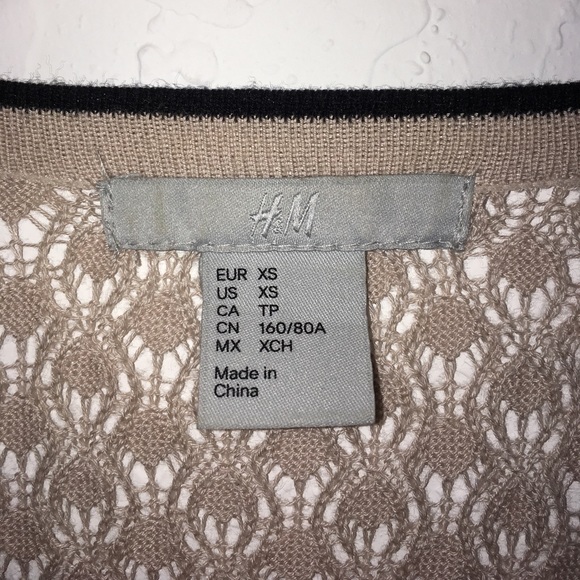 H&M
EUR XS
US XS
CA TP
CN 160/80A
MX XCH
Made in
China